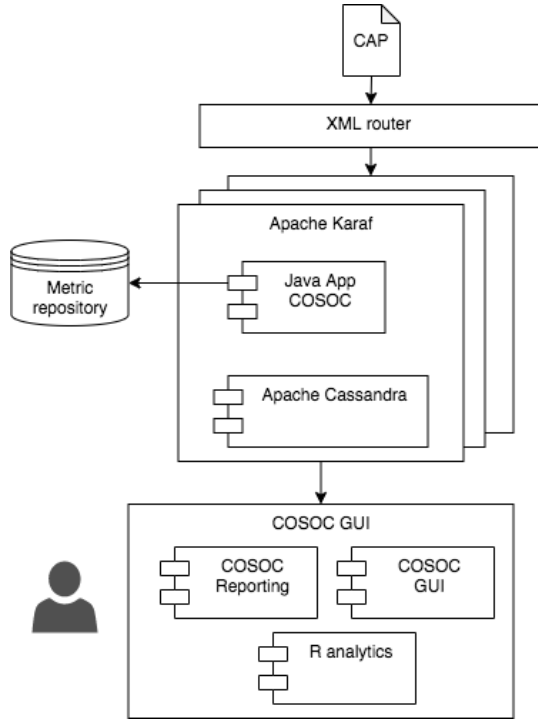 CAP
XML router
Apache Karaf
Java App
COSOC
Metric
repository
Apache Cassandra
COSOC GUI
COSOC
Reporting
COSOC
GUI
R analytics